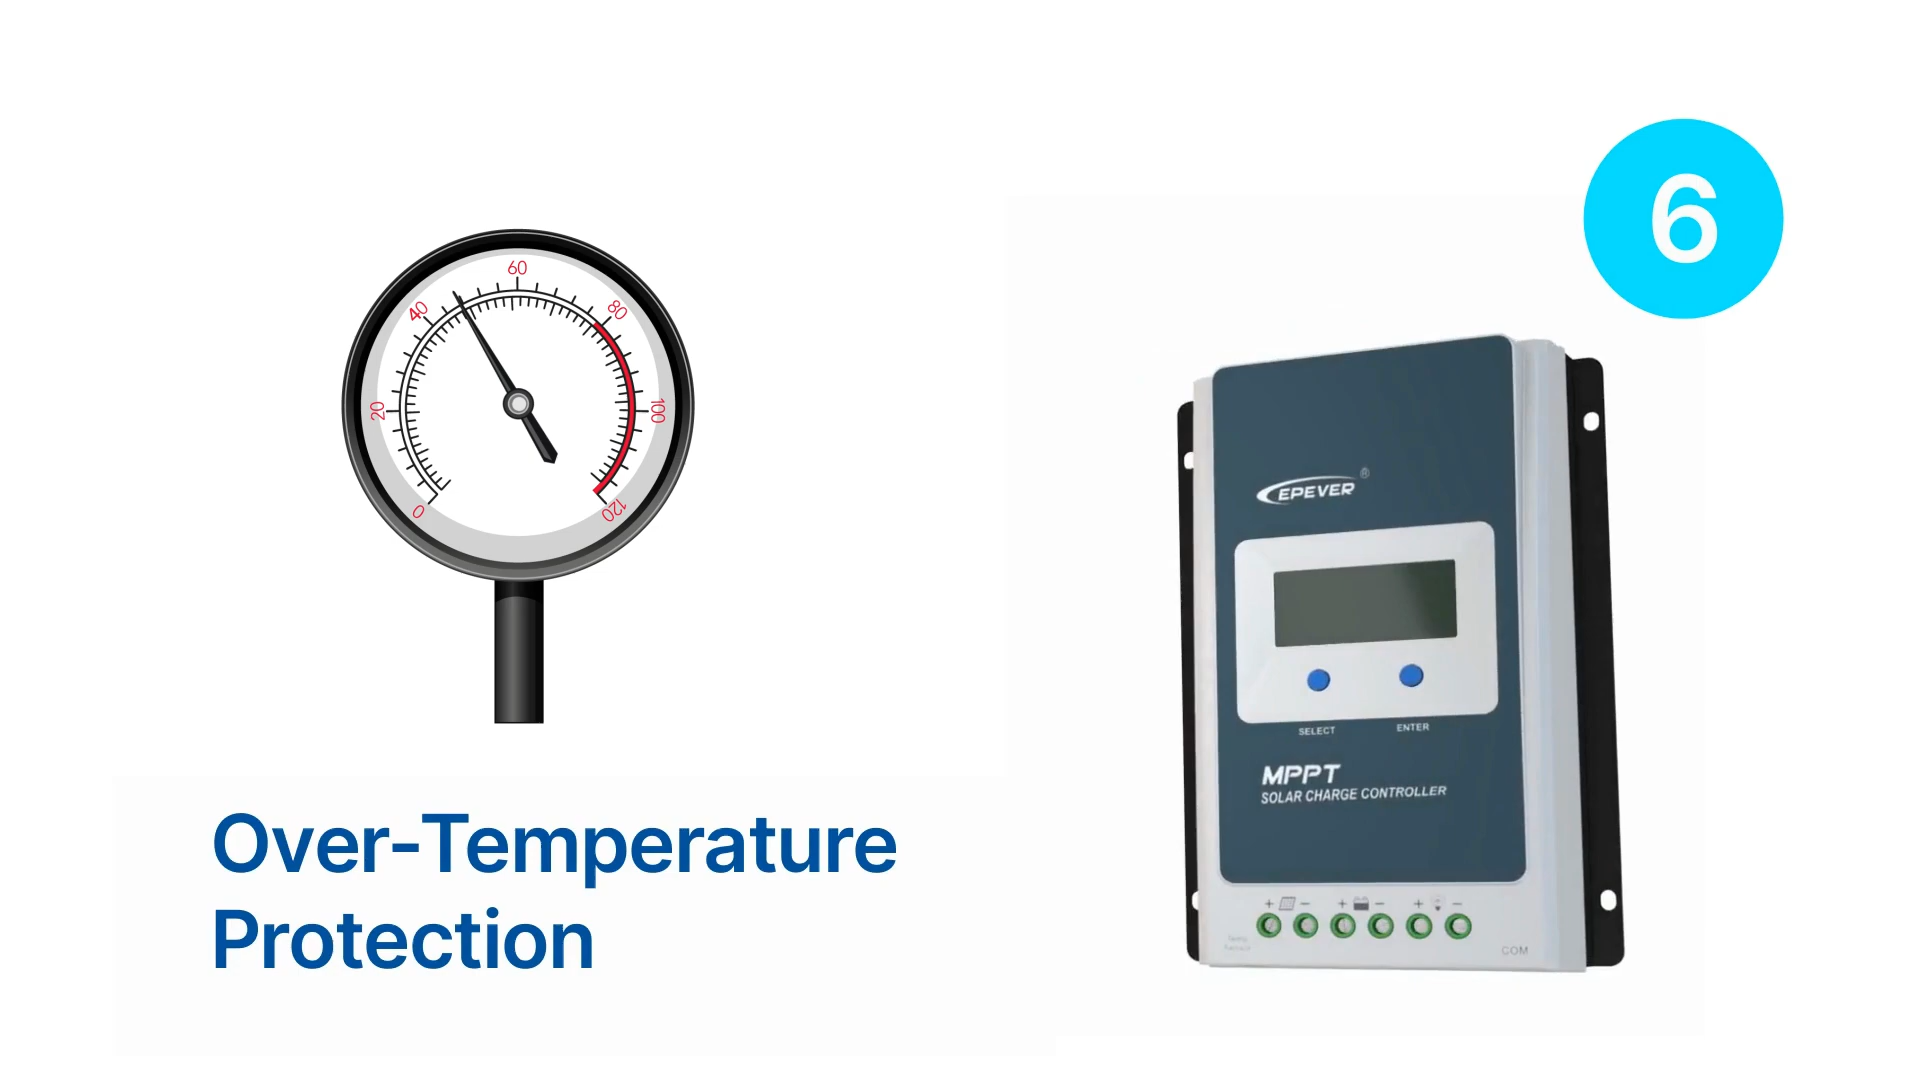 6
60
40
80
20
100
0
120
EPEVER ®
SELECT ENTER
MPPT
SOLAR CHARGE CONTROLLER
+ − + − + −
COM
Over-Temperature
Protection